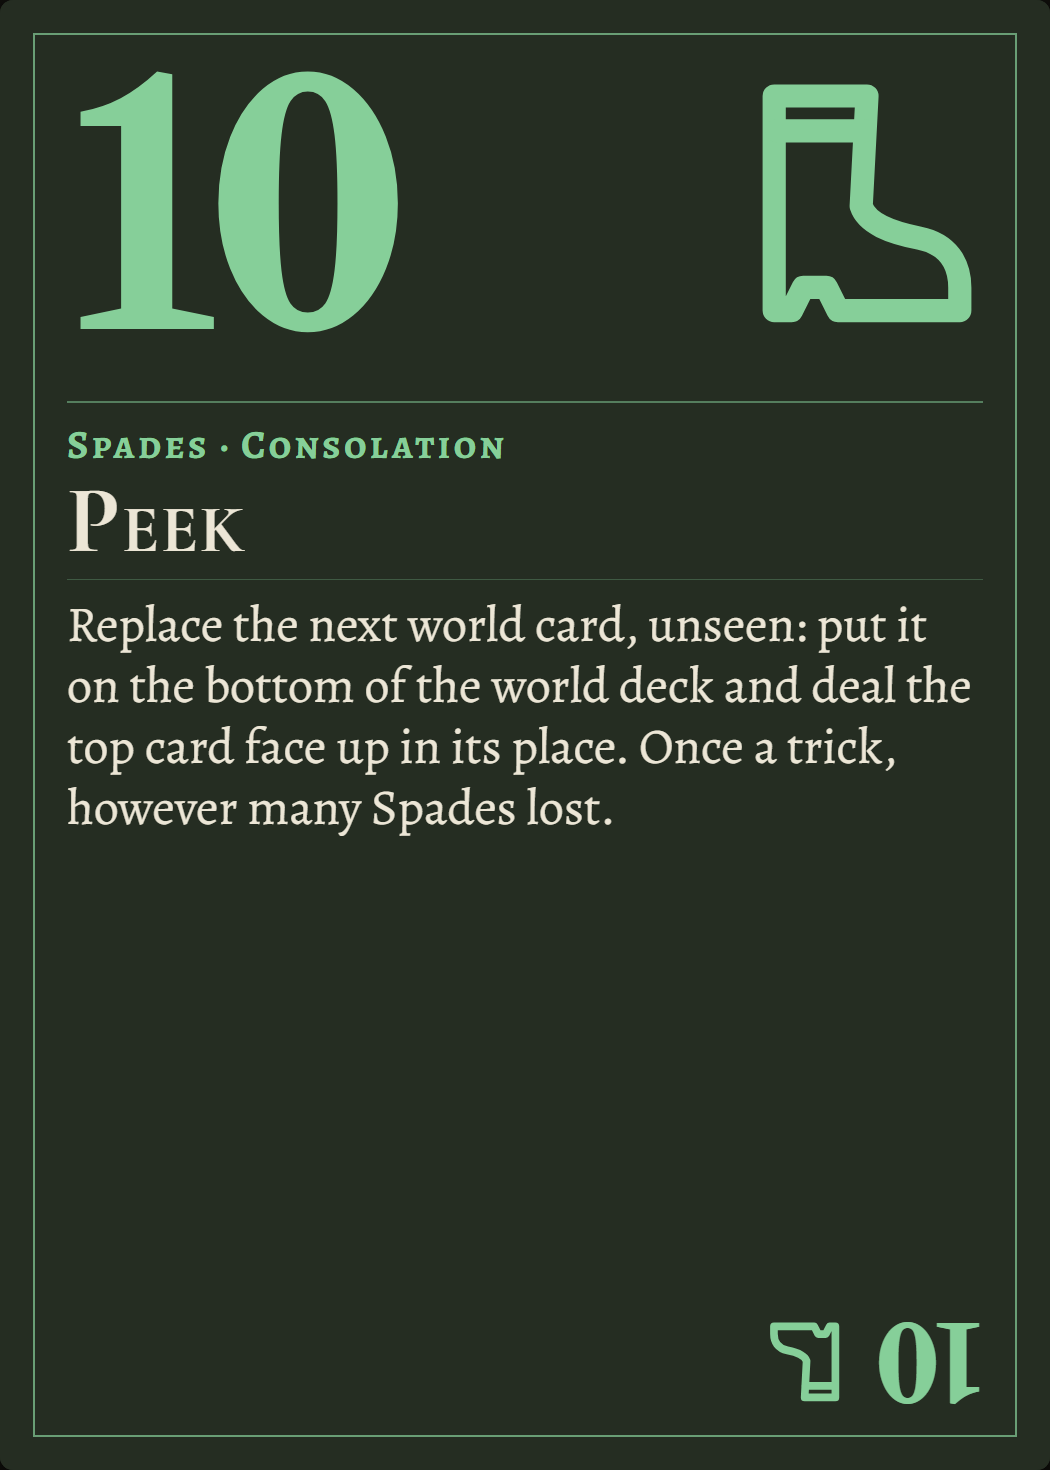 10
Spades · Consolation
Peek
Replace the next world card, unseen: put it
on the bottom of the world deck and deal the
top card face up in its place. Once a trick,
however many Spades lost.
10